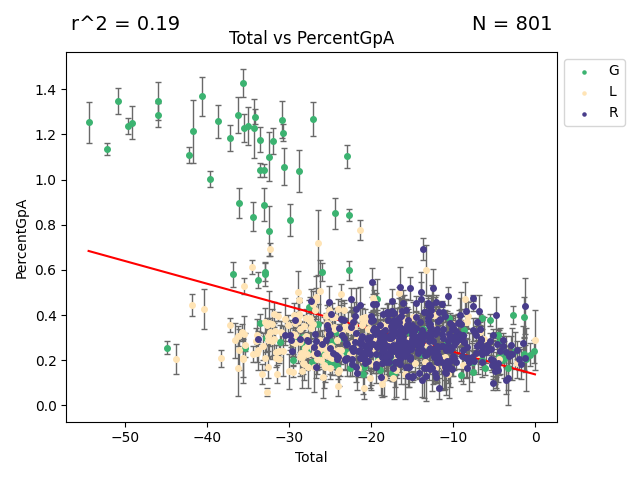 r^2 = 0.19
N = 801
Total vs PercentGpA
G
L
R
1.4
1.2
1.0
0.8
0.6
0.4
0.2
0.0
PercentGpA
−50
−40
−30
−20
−10
0
Total